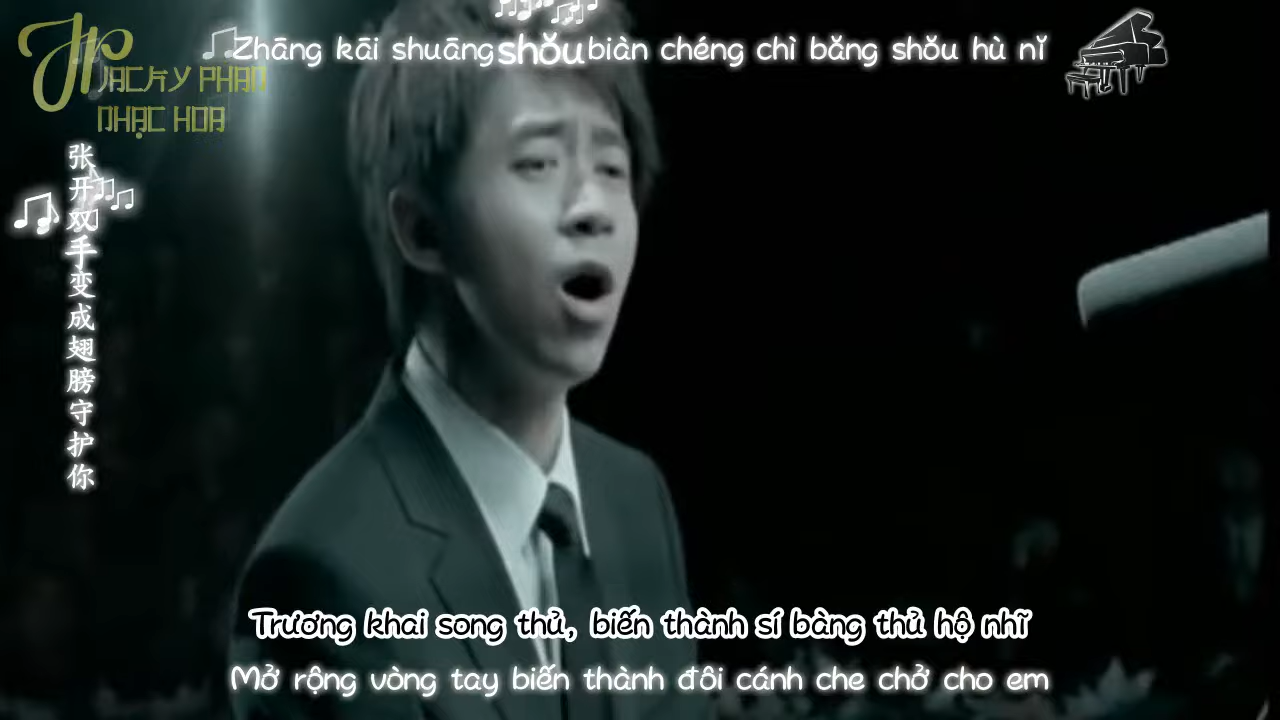 Zhāng kāi shuāng shǒu biàn chéng chì bǎng shǒu hù nǐ
JP
JACKY PHAN
NHẠC HOA
张开双手变成翅膀守护你
Trương khai song thủ, biến thành sí bàng thủ hộ nhĩ
Mở rộng vòng tay biến thành đôi cánh che chở cho em